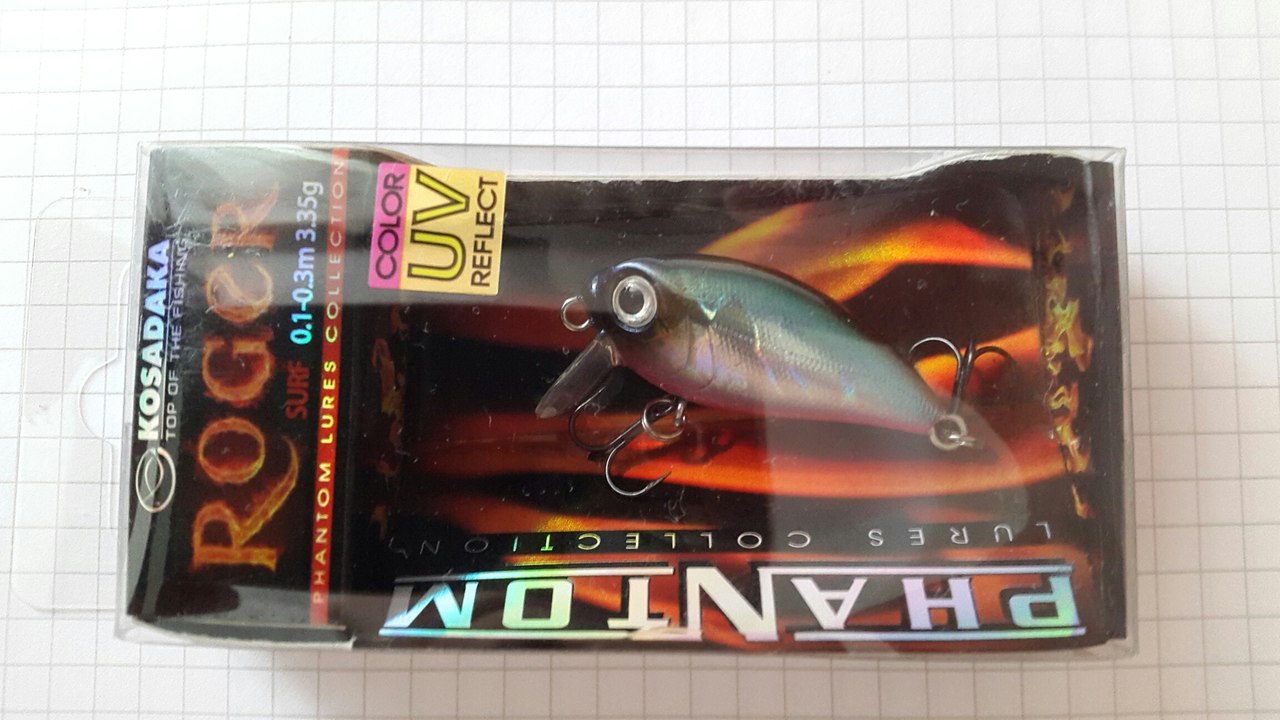 KOSADAKA
TOP OF THE FISHING
ROGER
SURF 0.1-0.3m 3.35g
PHANTOM LURES COLLECTION
COLOR
UV
REFLECT
PHANTOM
LURES COLLECTION